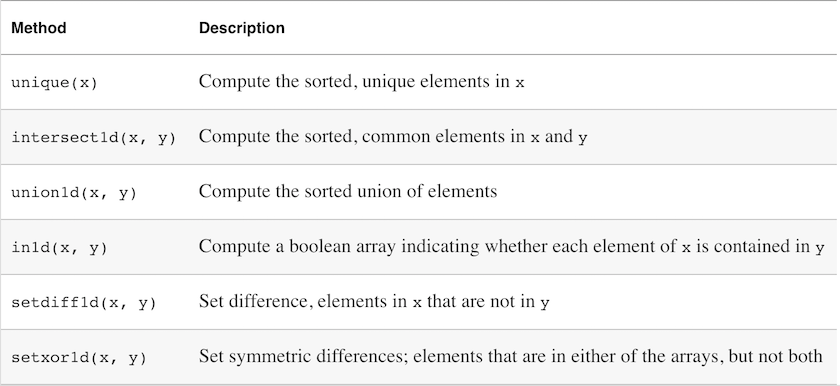 Method Description
unique(x) Compute the sorted, unique elements in x
intersect1d(x, y) Compute the sorted, common elements in x and y
union1d(x, y) Compute the sorted union of elements
in1d(x, y) Compute a boolean array indicating whether each element of x is contained in y
setdiff1d(x, y) Set difference, elements in x that are not in y
setxor1d(x, y) Set symmetric differences; elements that are in either of the arrays, but not both